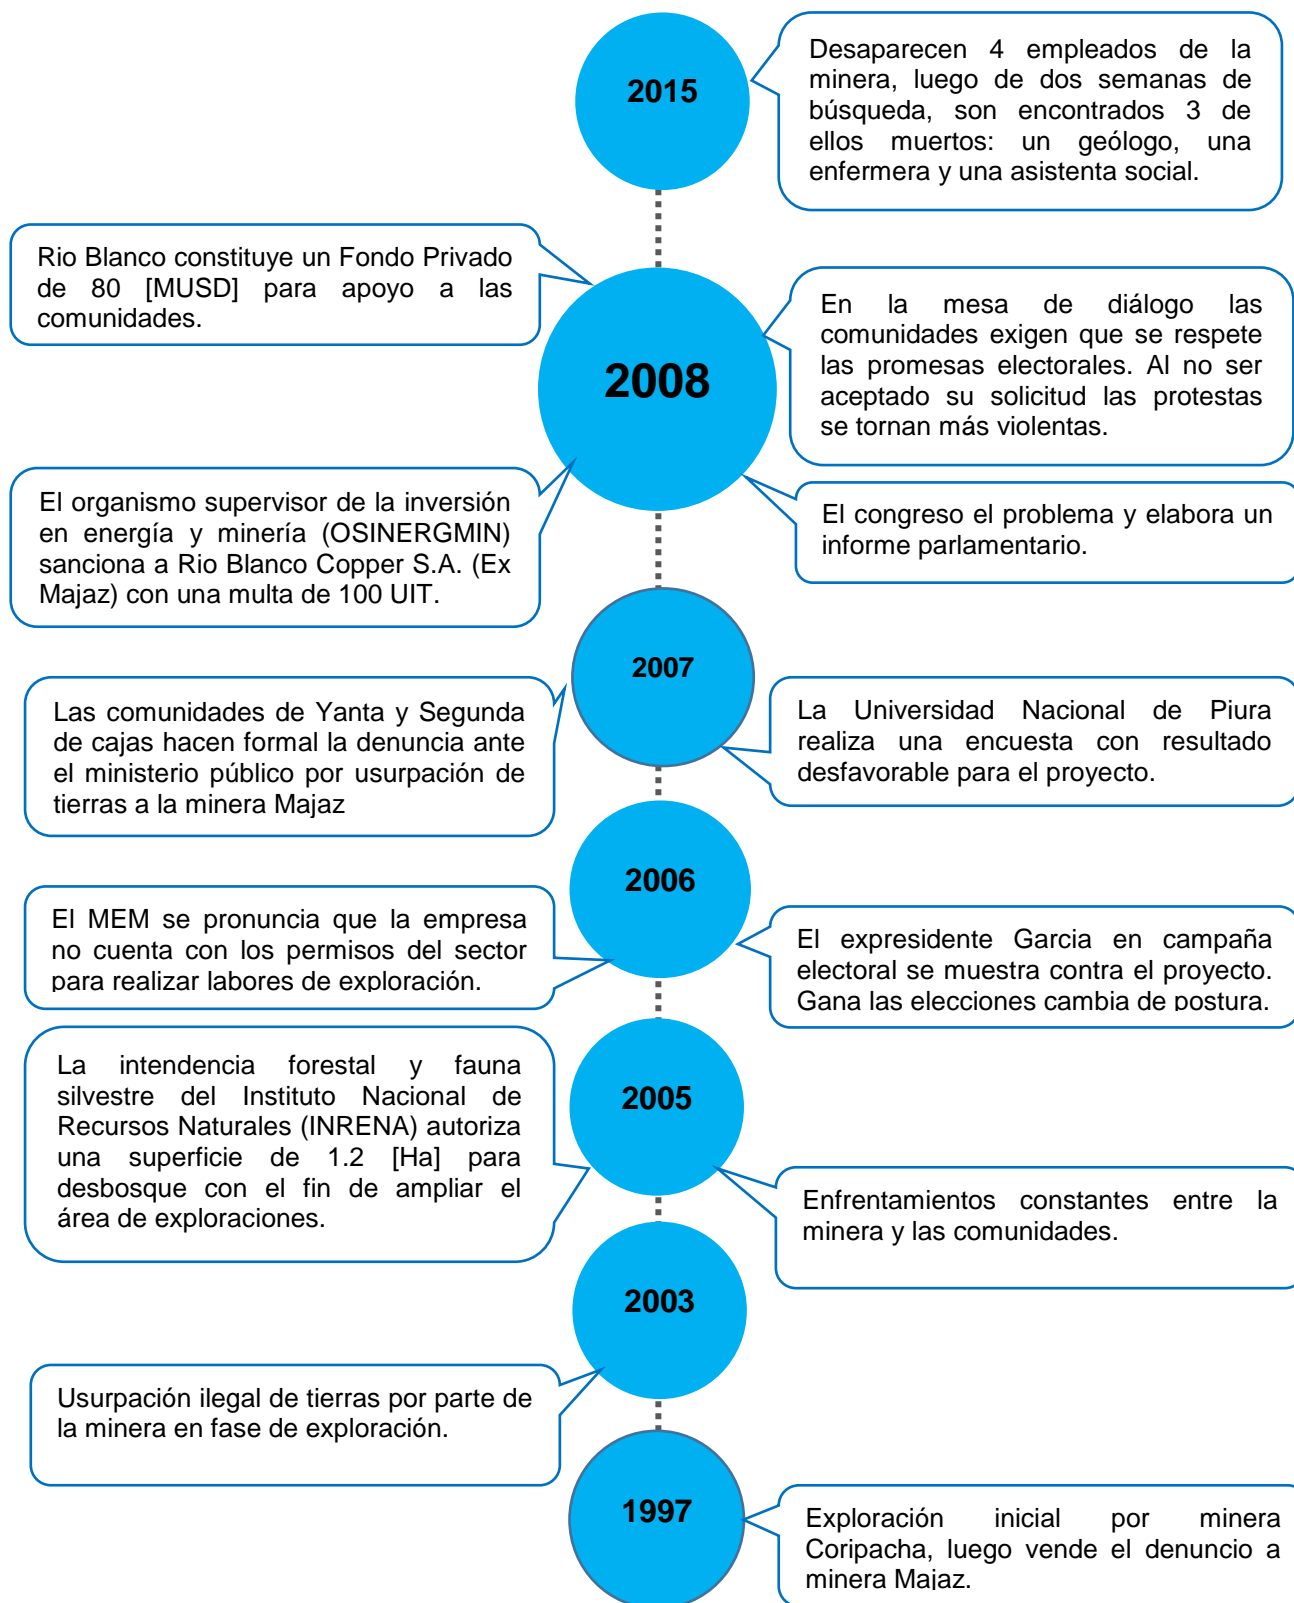 2015
Desaparecen 4 empleados de la
minera, luego de dos semanas de
búsqueda, son encontrados 3 de
ellos muertos: un geólogo, una
enfermera y una asistenta social.
Rio Blanco constituye un Fondo Privado
de 80 [MUSD] para apoyo a las
comunidades.
2008
En la mesa de diálogo las
comunidades exigen que se respete
las promesas electorales. Al no ser
aceptado su solicitud las protestas
se tornan más violentas.
El organismo supervisor de la inversión
en energía y minería (OSINERGMIN)
sanciona a Rio Blanco Copper S.A. (Ex
Majaz) con una multa de 100 UIT.
El congreso el problema y elabora un
informe parlamentario.
2007
Las comunidades de Yanta y Segunda
de cajas hacen formal la denuncia ante
el ministerio público por usurpación de
tierras a la minera Majaz
La Universidad Nacional de Piura
realiza una encuesta con resultado
desfavorable para el proyecto.
2006
El MEM se pronuncia que la empresa
no cuenta con los permisos del sector
para realizar labores de exploración.
El expresidente Garcia en campaña
electoral se muestra contra el proyecto.
Gana las elecciones cambia de postura.
2005
La intendencia forestal y fauna
silvestre del Instituto Nacional de
Recursos Naturales (INRENA) autoriza
una superficie de 1.2 [Ha] para
desbosque con el fin de ampliar el
área de exploraciones.
Enfrentamientos constantes entre la
minera y las comunidades.
2003
Usurpación ilegal de tierras por parte de
la minera en fase de exploración.
1997
Exploración inicial por minera
Coripacha, luego vende el denuncio a
minera Majaz.